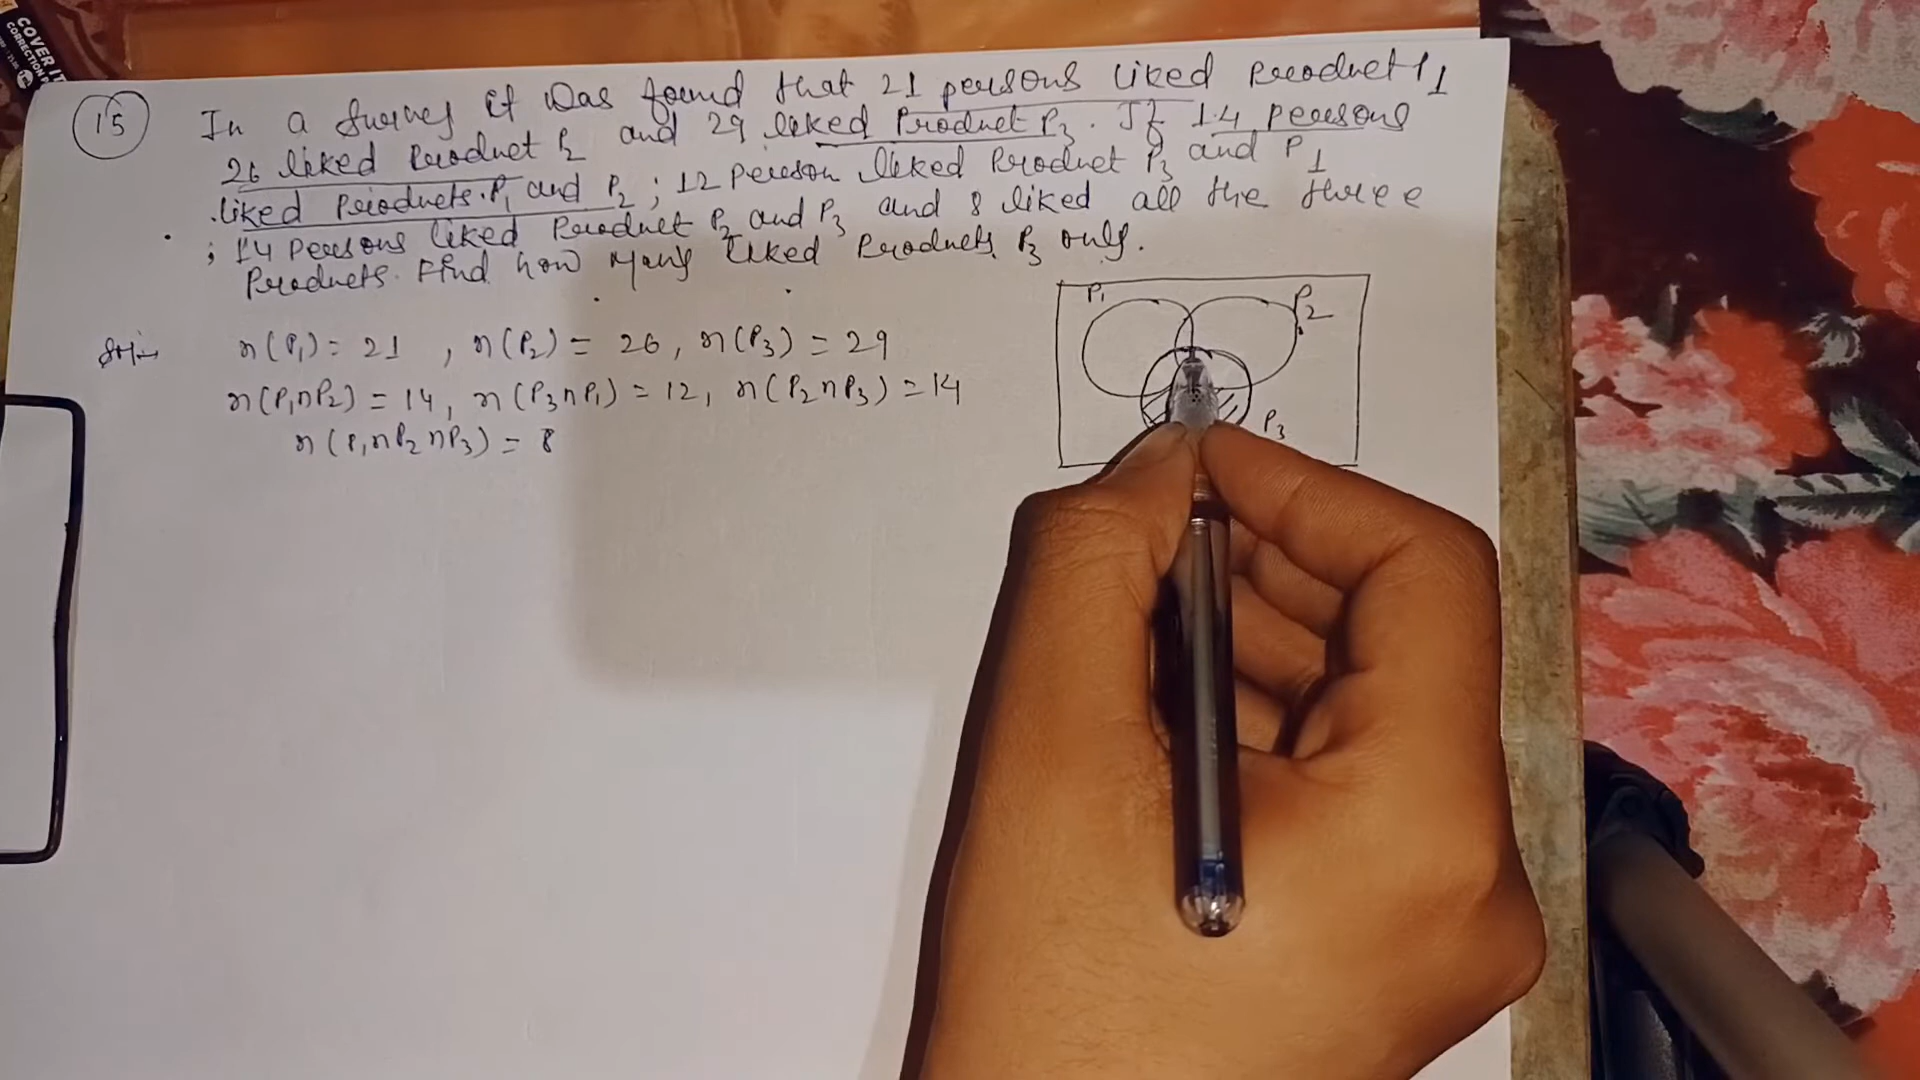 COVER IT
CORRECTION P
15
In a survey it was found that 21 persons liked Product P1
26 liked Product P2 and 29 liked Product P3. If 14 persons
liked Products P1 and P2; 12 person liked Product P3 and P1
; 14 persons liked Product P2 and P3 and 8 liked all the three
Products. Find how many liked Products P3 only.
Sol:-
n(P1) = 21, n(P2) = 26, n(P3) = 29
n(P1∩P2) = 14, n(P3∩P1) = 12, n(P2∩P3) = 14
n(P1∩P2∩P3) = 8
P1
P2
P3